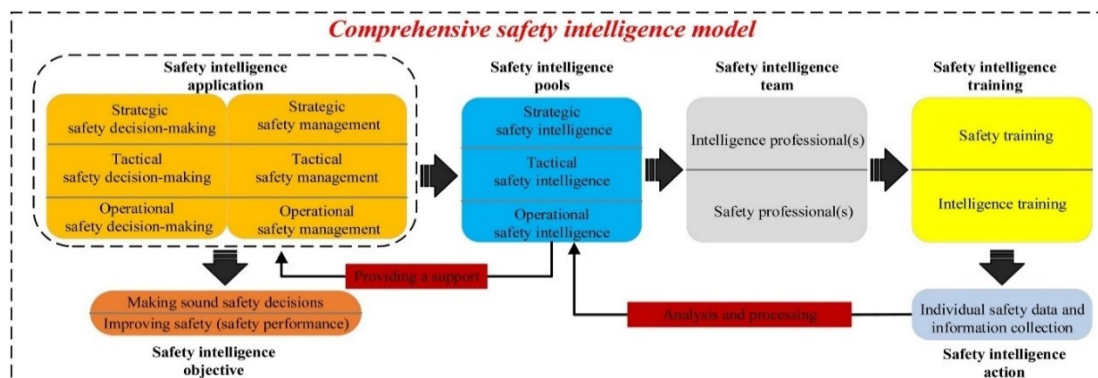 Comprehensive safety intelligence model
Safety intelligence
application
Strategic
safety decision-making
Strategic
safety management
Tactical
safety decision-making
Tactical
safety management
Operational
safety decision-making
Operational
safety management
Safety intelligence
pools
Strategic
safety intelligence
Tactical
safety intelligence
Operational
safety intelligence
Safety intelligence
team
Intelligence professional(s)
Safety professional(s)
Safety intelligence
training
Safety training
Intelligence training
Providing a support
Analysis and processing
Making sound safety decisions
Improving safety (safety performance)
Safety intelligence
objective
Individual safety data and
information collection
Safety intelligence
action